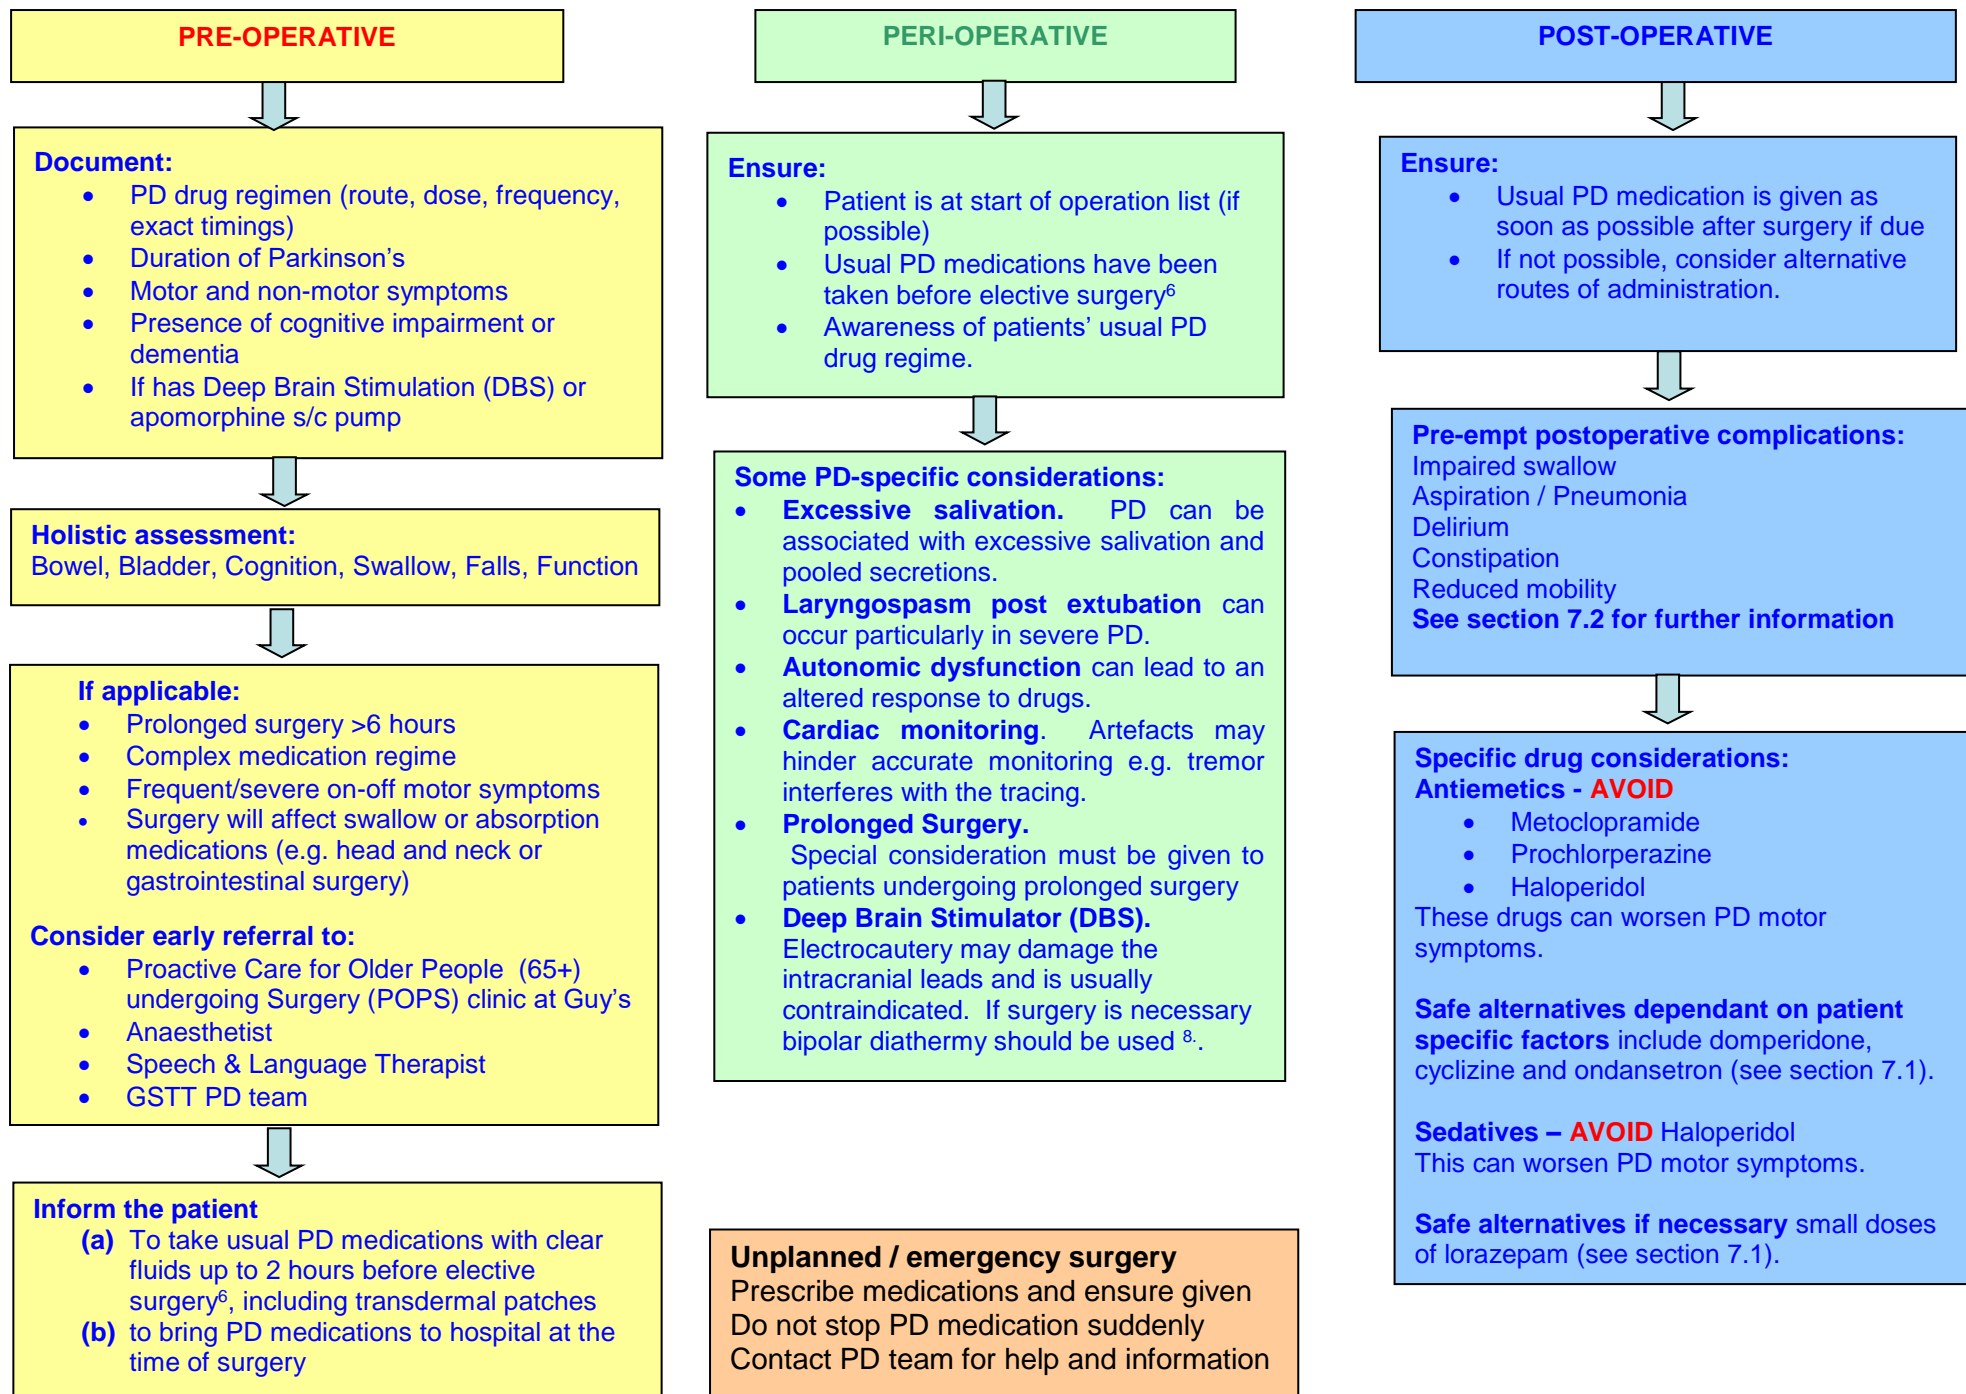 PRE-OPERATIVE
Document:
• PD drug regimen (route, dose, frequency,
exact timings)
• Duration of Parkinson’s
• Motor and non-motor symptoms
• Presence of cognitive impairment or
dementia
• If has Deep Brain Stimulation (DBS) or
apomorphine s/c pump
Holistic assessment:
Bowel, Bladder, Cognition, Swallow, Falls, Function
If applicable:
• Prolonged surgery >6 hours
• Complex medication regime
• Frequent/severe on-off motor symptoms
• Surgery will affect swallow or absorption
medications (e.g. head and neck or
gastrointestinal surgery)
Consider early referral to:
• Proactive Care for Older People (65+)
undergoing Surgery (POPS) clinic at Guy’s
• Anaesthetist
• Speech & Language Therapist
• GSTT PD team
Inform the patient
(a) To take usual PD medications with clear
fluids up to 2 hours before elective
surgery⁶, including transdermal patches
(b) to bring PD medications to hospital at the
time of surgery
PERI-OPERATIVE
Ensure:
• Patient is at start of operation list (if
possible)
• Usual PD medications have been
taken before elective surgery⁶
• Awareness of patients’ usual PD
drug regime.
Some PD-specific considerations:
• Excessive salivation. PD can be
associated with excessive salivation and
pooled secretions.
• Laryngospasm post extubation can
occur particularly in severe PD.
• Autonomic dysfunction can lead to an
altered response to drugs.
• Cardiac monitoring. Artefacts may
hinder accurate monitoring e.g. tremor
interferes with the tracing.
• Prolonged Surgery.
Special consideration must be given to
patients undergoing prolonged surgery
• Deep Brain Stimulator (DBS).
Electrocautery may damage the
intracranial leads and is usually
contraindicated. If surgery is necessary
bipolar diathermy should be used ⁸·.
Unplanned / emergency surgery
Prescribe medications and ensure given
Do not stop PD medication suddenly
Contact PD team for help and information
POST-OPERATIVE
Ensure:
• Usual PD medication is given as
soon as possible after surgery if due
• If not possible, consider alternative
routes of administration.
Pre-empt postoperative complications:
Impaired swallow
Aspiration / Pneumonia
Delirium
Constipation
Reduced mobility
See section 7.2 for further information
Specific drug considerations:
Antiemetics - AVOID
• Metoclopramide
• Prochlorperazine
• Haloperidol
These drugs can worsen PD motor
symptoms.
Safe alternatives dependant on patient
specific factors include domperidone,
cyclizine and ondansetron (see section 7.1).
Sedatives – AVOID Haloperidol
This can worsen PD motor symptoms.
Safe alternatives if necessary small doses
of lorazepam (see section 7.1).